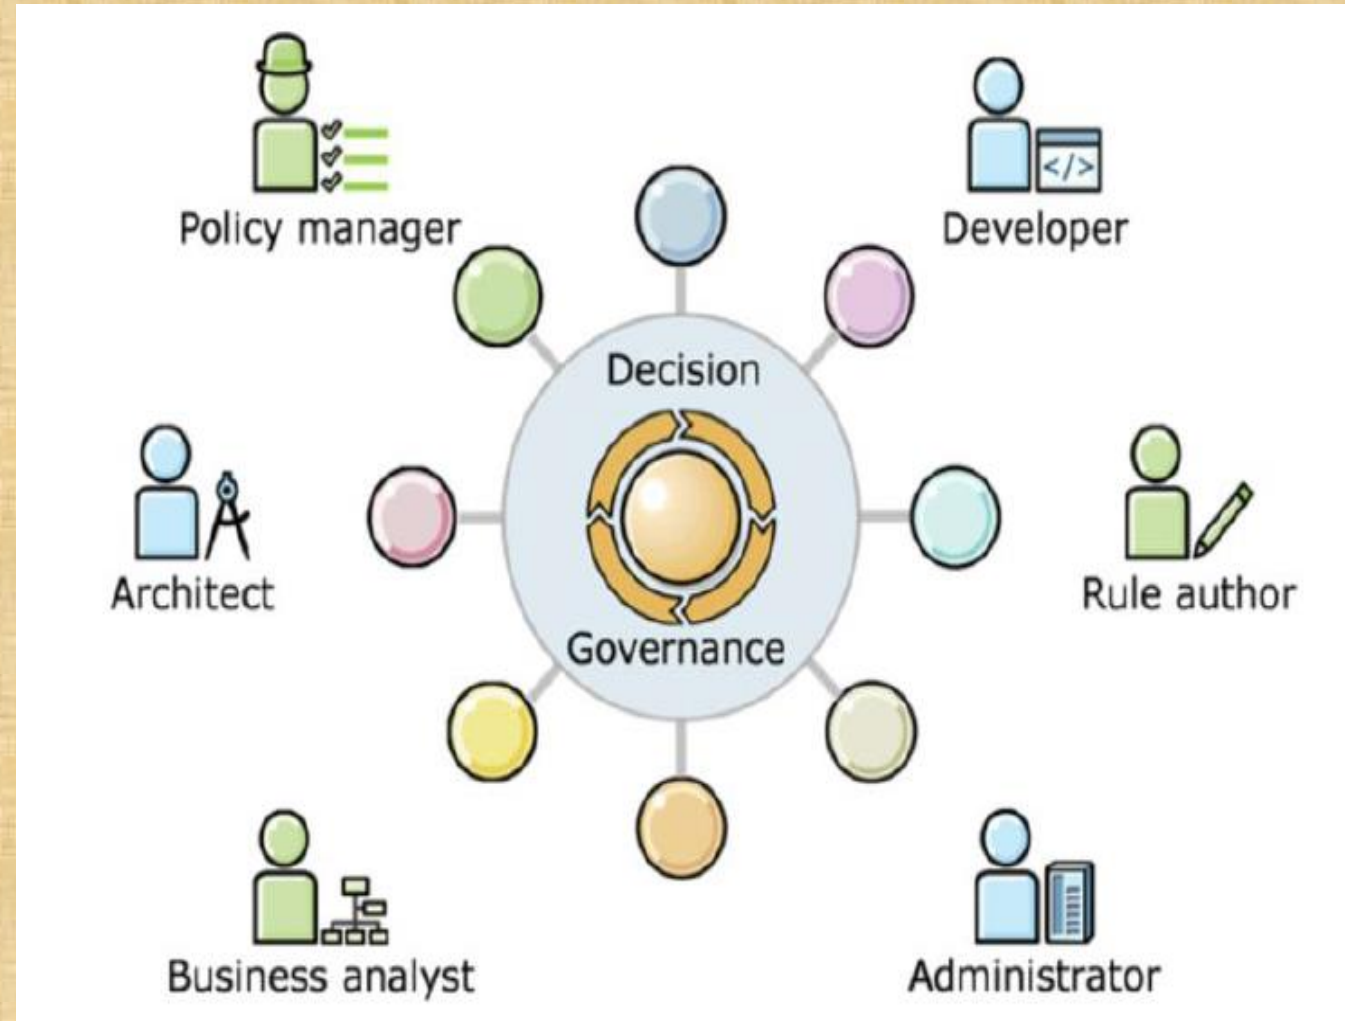 Policy manager
Developer
Decision
</>
Governance
Architect
Rule author
Business analyst
Administrator